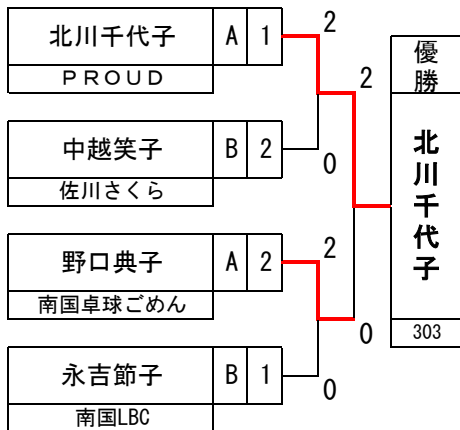 北川千代子 A 1 2
PROUD
中越笑子 B 2 0
佐川さくら
野口典子 A 2 2
南国卓球ごめん
永吉節子 B 1 0
南国LBC
2
0
優勝
北川千代子
303